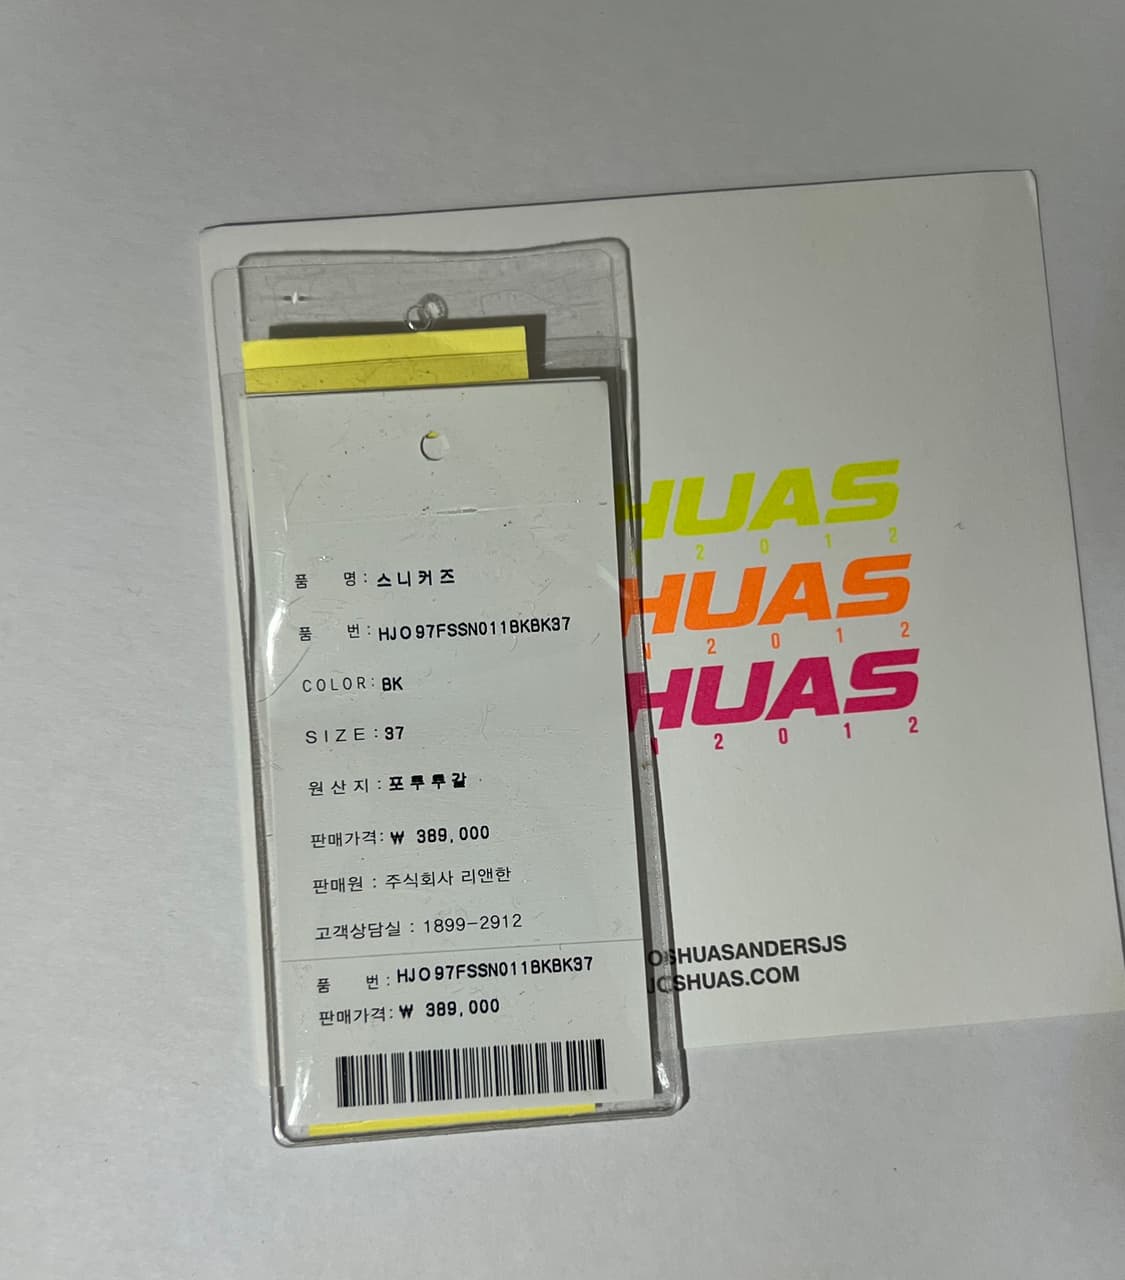 품 명 : 스니커즈
품 번 : HJO97FSSN011BKBK37
COLOR: BK
SIZE : 37
원산지 : 포루투갈
판매가격: ₩ 389,000
판매원 : 주식회사 리앤한
고객상담실 : 1899-2912
품 번 : HJO97FSSN011BKBK37
판매가격: ₩ 389,000
HUAS
2 0 1 2
HUAS
N 2 0 1 2
HUAS
N 2 0 1 2
OSHUASANDERSJS
JOSHUAS.COM